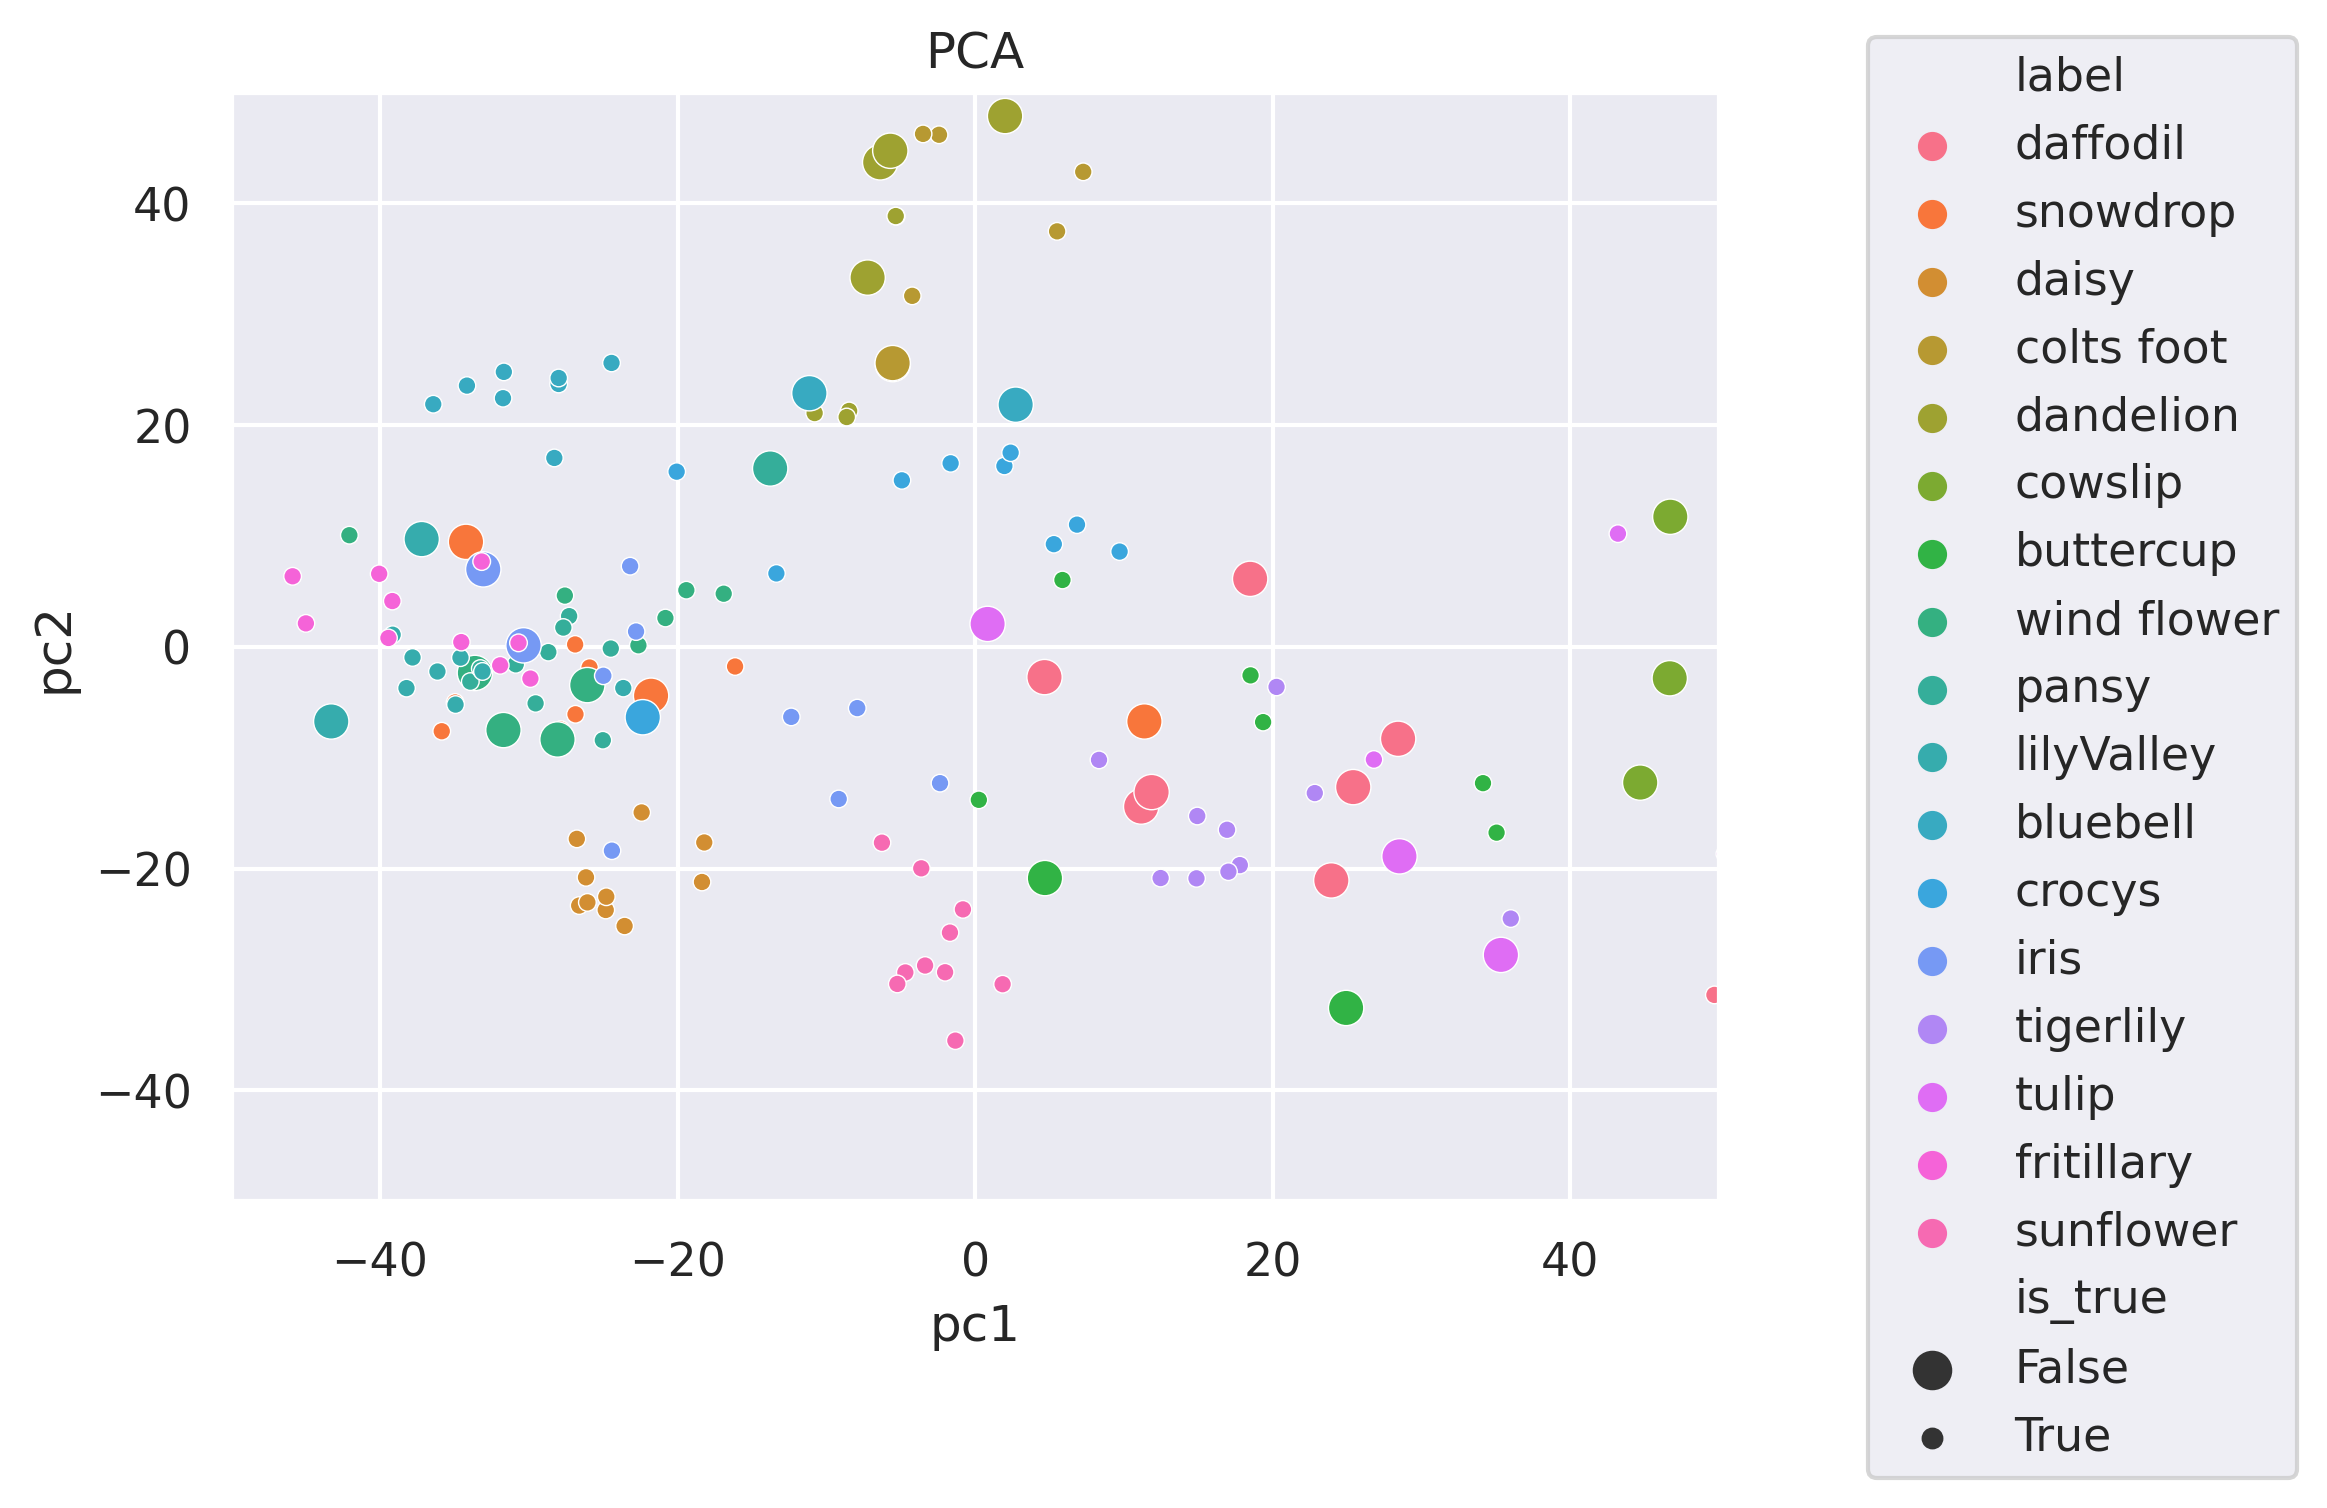 PCA
40
20
0
−20
−40
pc2
−40
−20
0
20
40
pc1
label
daffodil
snowdrop
daisy
colts foot
dandelion
cowslip
buttercup
wind flower
pansy
lilyValley
bluebell
crocys
iris
tigerlily
tulip
fritillary
sunflower
is_true
False
True